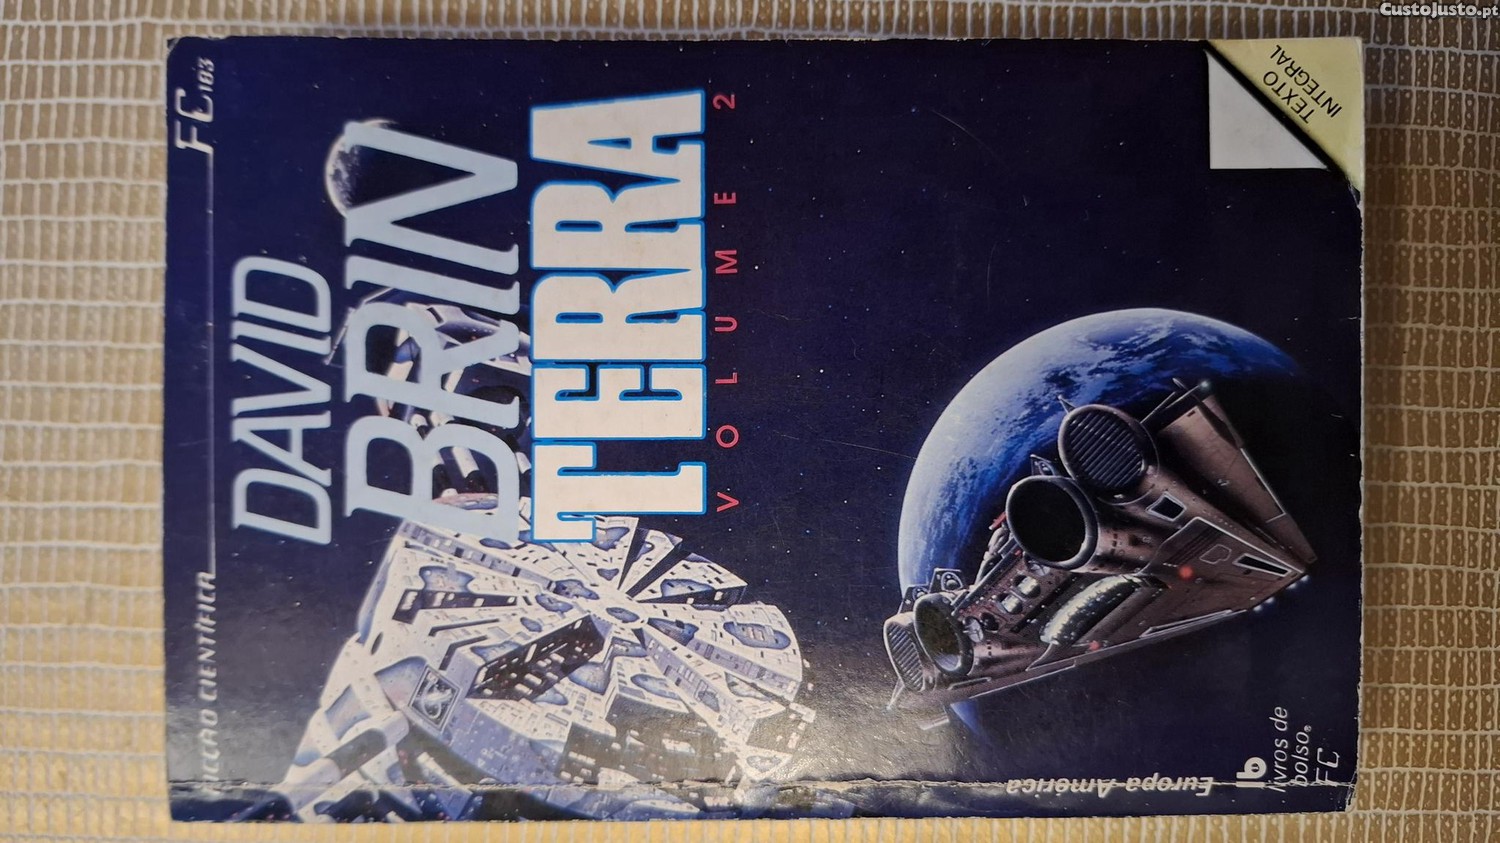 CustoJusto.pt
FICÇÃO CIENTÍFICA
FC 183
DAVID
BRIN
TERRA
VOLUME 2
TEXTO
INTEGRAL
Europa-América
lb
livros de
bolso®
FC